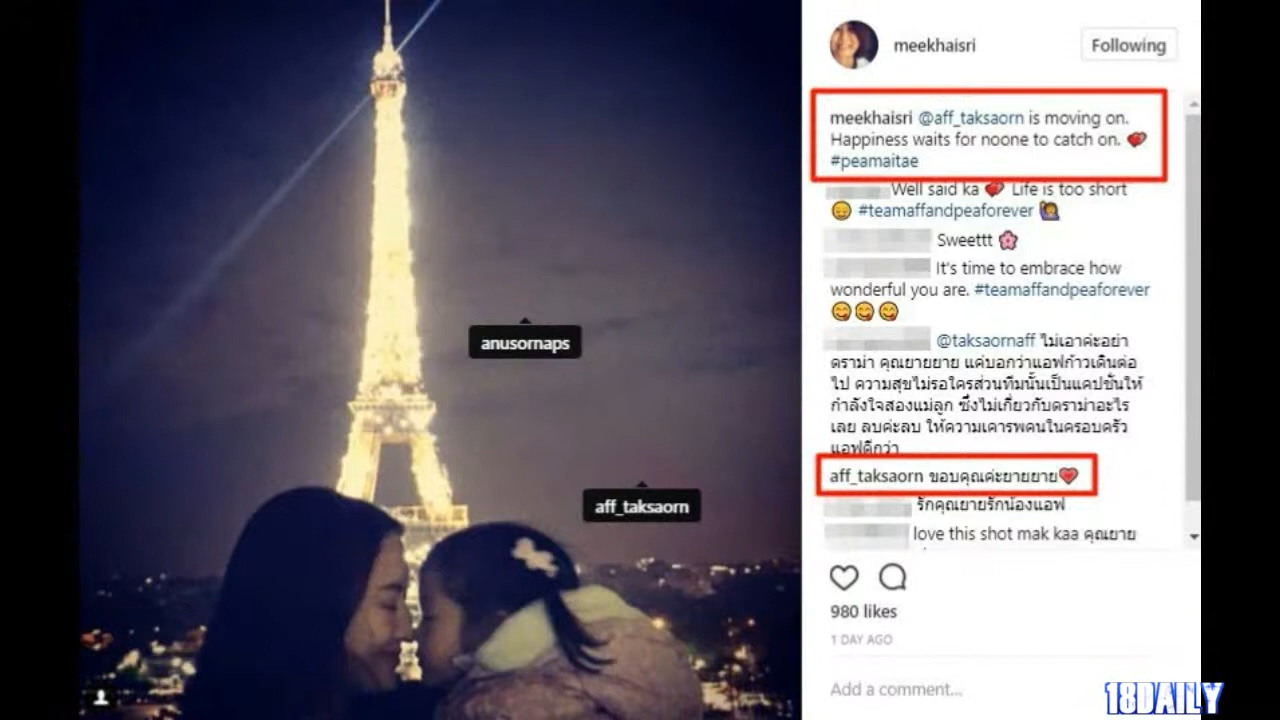 meekhaisri
Following
meekhaisri @aff_taksaorn is moving on.
Happiness waits for noone to catch on. 💕
#peamaitae
Well said ka 💕 Life is too short
😑 #teamaffandpeaforever 🙋
Sweettt 🌸
It's time to embrace how
wonderful you are. #teamaffandpeaforever
😋😋😋
@taksaornaff ไม่เอาค่ะอย่า
ดราม่า คุณยายยาย แค่บอกว่าแอฟก้าวเดินต่อ
ไป ความสุขไม่รอใครส่วนทีมนั้นเป็นแคปชั่นให้
กำลังใจสองแม่ลูก ซึ่งไม่เกี่ยวกับดราม่าอะไร
เลย ลบค่ะลบ ให้ความเคารพคนในครอบครัว
แอฟดีกว่า
aff_taksaorn ขอบคุณค่ะยายยาย💗
รักคุณยายรักน้องแอฟ
love this shot mak kaa คุณยาย
anusornaps
aff_taksaorn
980 likes
1 DAY AGO
Add a comment...
18DAILY